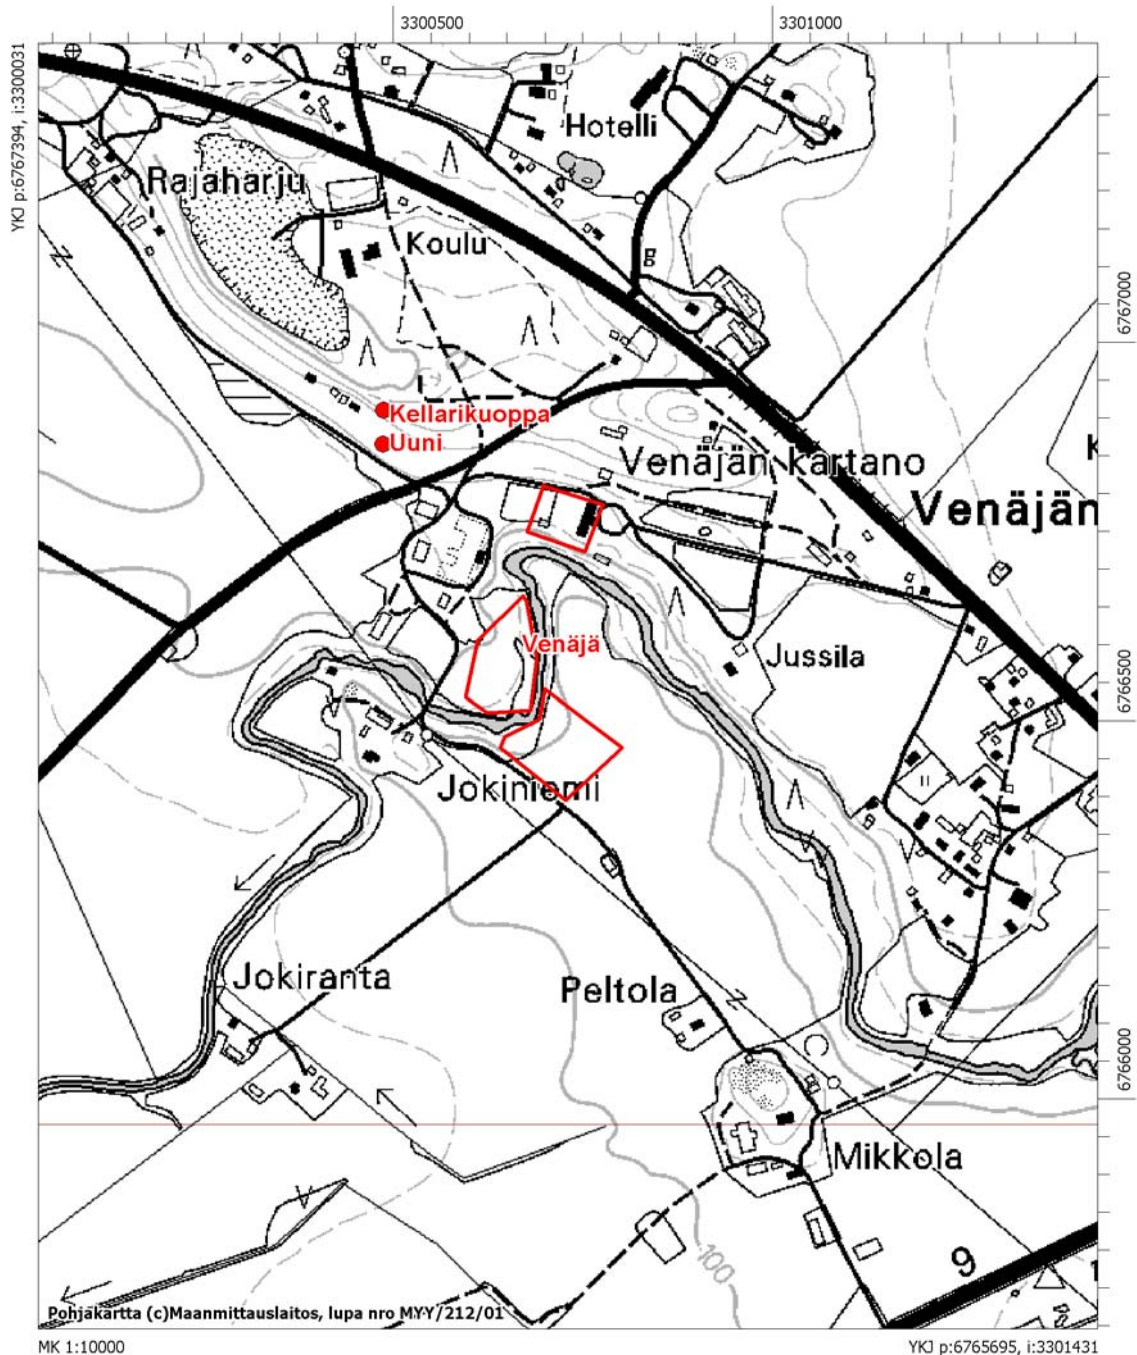 3300500
3301000
YKJ p:6767394, i:3300031
Hotelli
Rajaharju
Koulu
6767000
Kellarikuoppa
Uuni
Venäjän kartano
Venäjän
Venäjä
Jussila
6766500
Jokiniemi
Jokiranta
Peltola
6766000
Mikkola
100
9
Pohjakartta (c)Maanmittauslaitos, lupa nro MYY/212/01
MK 1:10000
YKJ p:6765695, i:3301431